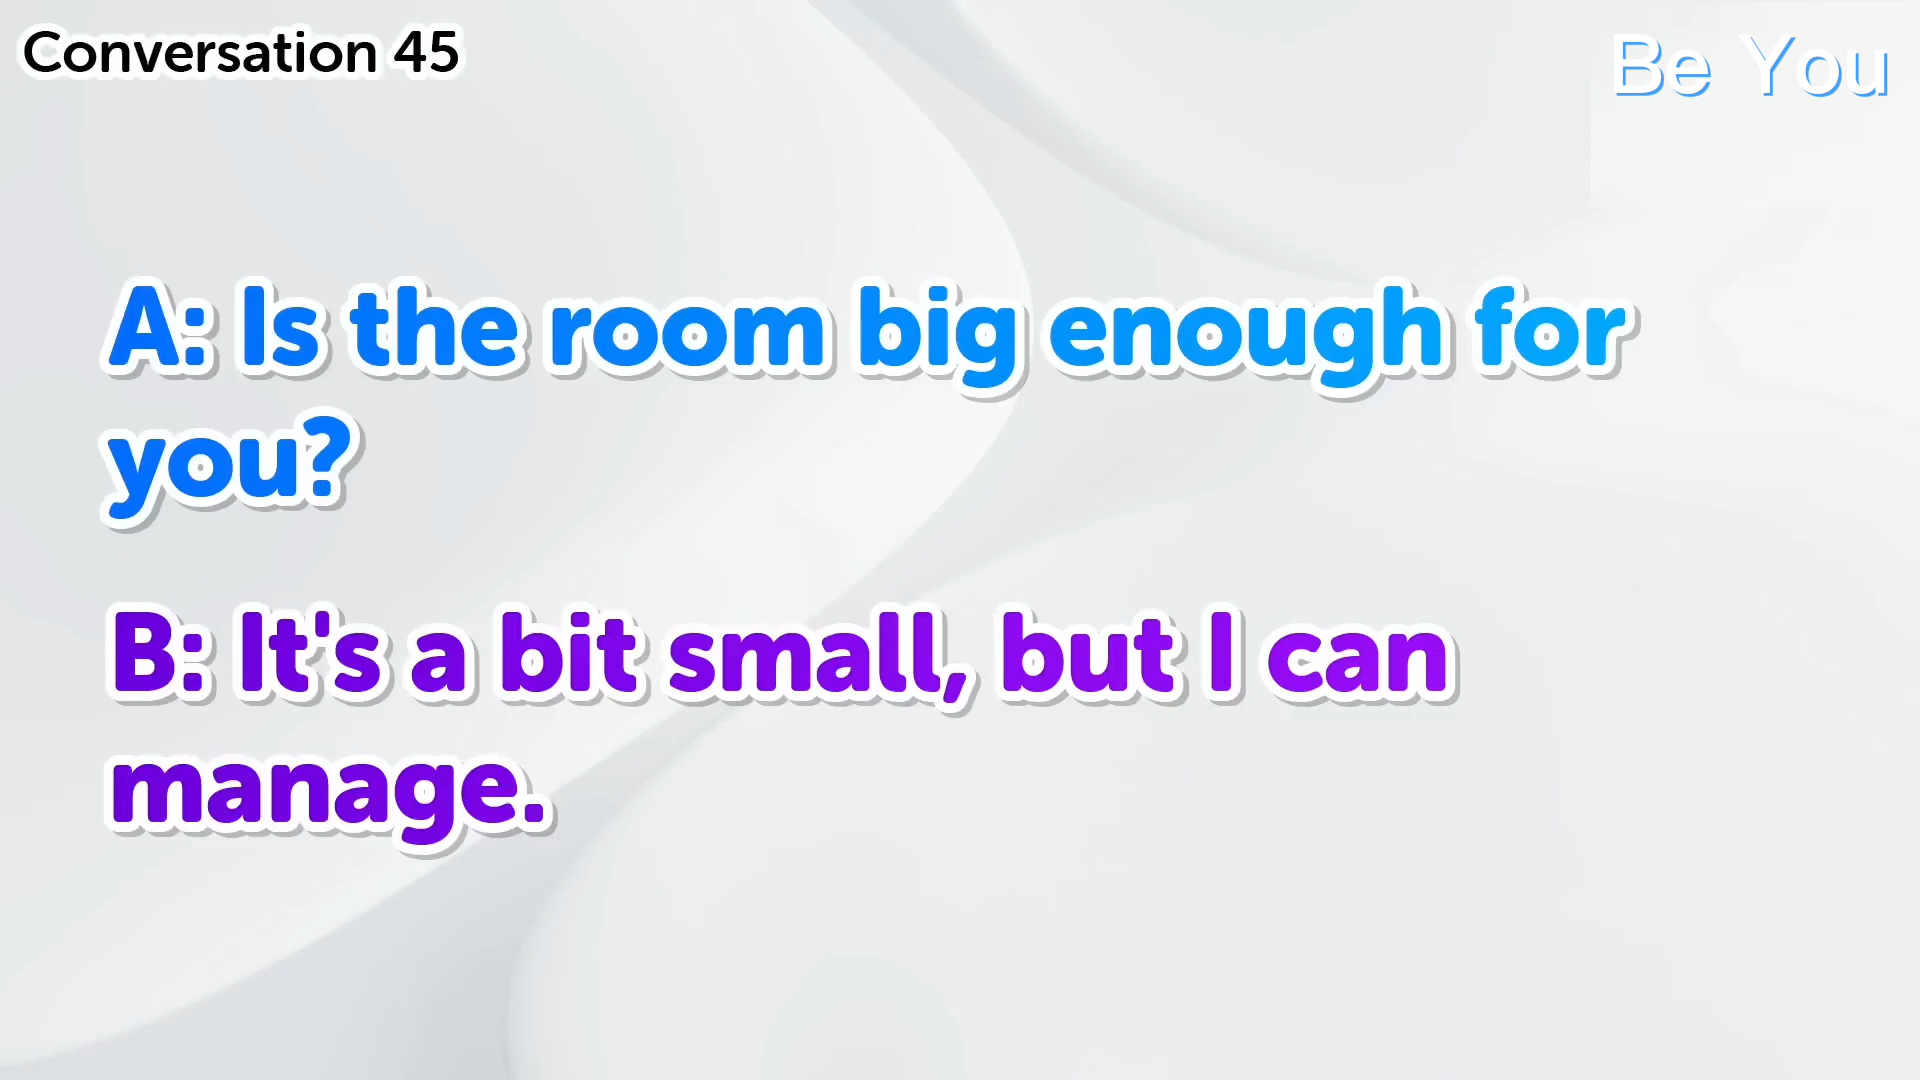 Conversation 45
Be You
A: Is the room big enough for
you?
B: It's a bit small, but I can
manage.